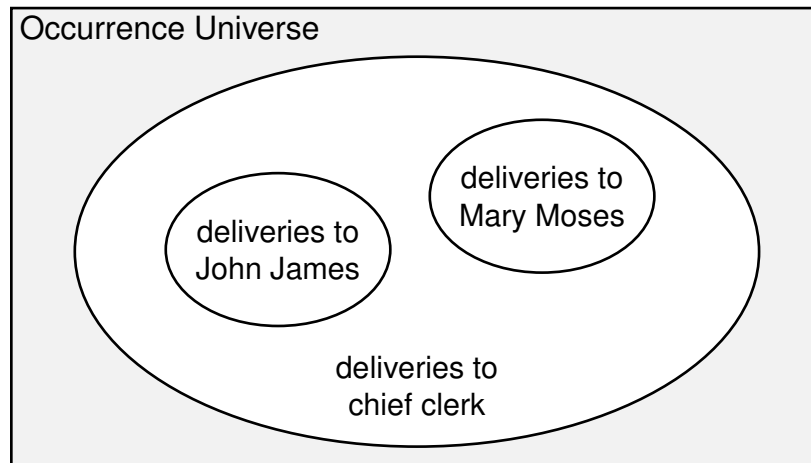 Occurrence Universe
deliveries to
Mary Moses
deliveries to
John James
deliveries to
chief clerk